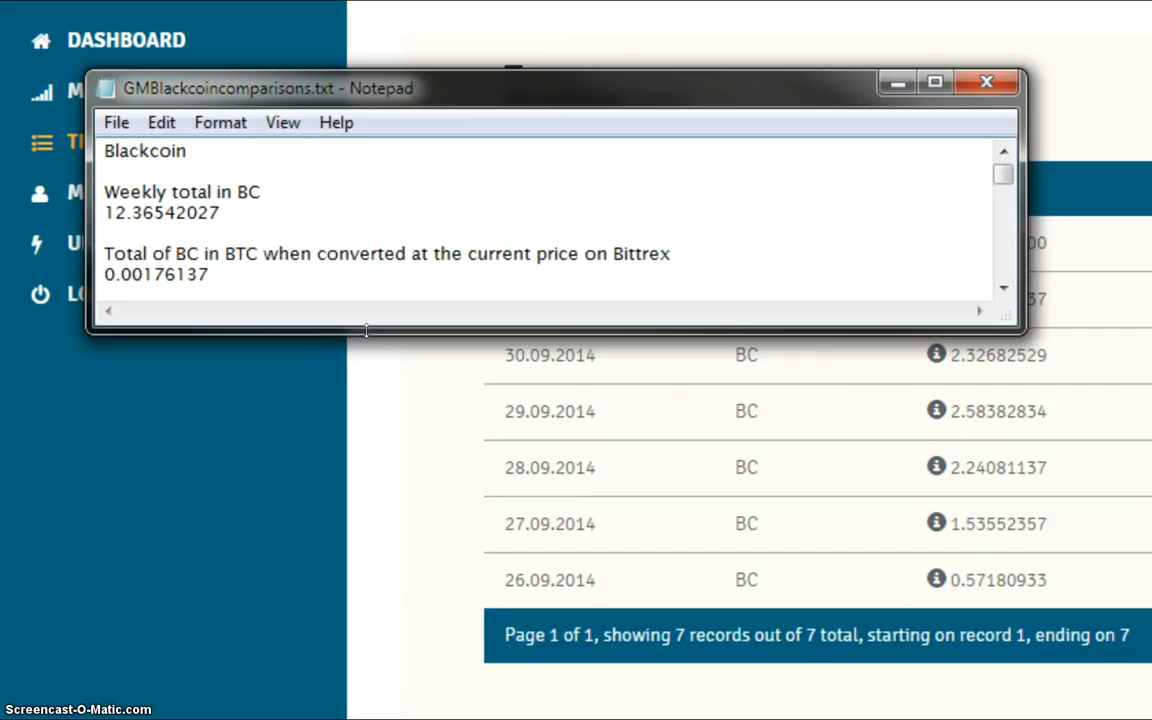 DASHBOARD
GMBlackcoincomparisons.txt - Notepad
File Edit Format View Help
Blackcoin
Weekly total in BC
12.36542027
Total of BC in BTC when converted at the current price on Bittrex
0.00176137
30.09.2014 BC 2.32682529
29.09.2014 BC 2.58382834
28.09.2014 BC 2.24081137
27.09.2014 BC 1.53552357
26.09.2014 BC 0.57180933
Page 1 of 1, showing 7 records out of 7 total, starting on record 1, ending on 7
Screencast-O-Matic.com